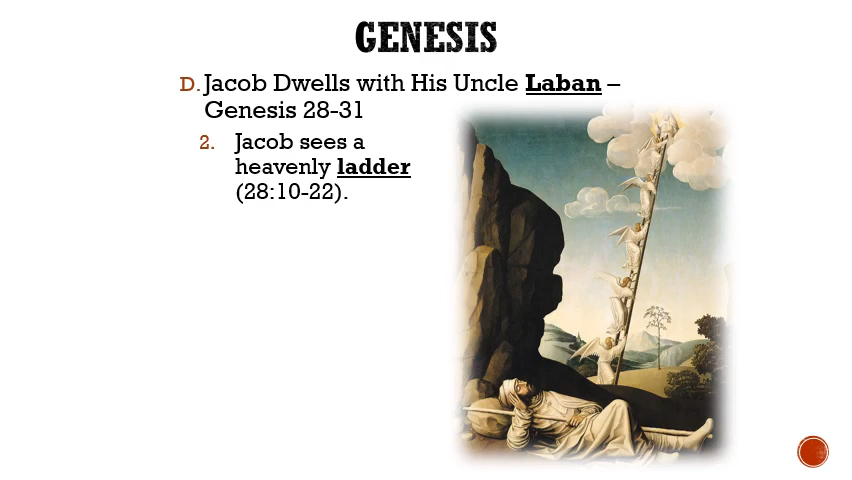 GENESIS
D. Jacob Dwells with His Uncle Laban –
Genesis 28-31
2. Jacob sees a
heavenly ladder
(28:10-22).